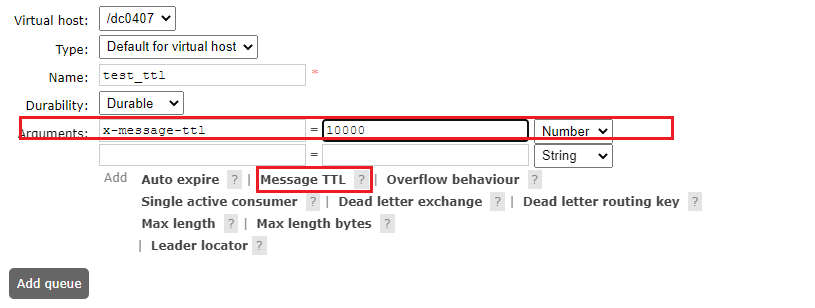 Virtual host: /dc0407
Type: Default for virtual host
Name: test_ttl *
Durability: Durable
Arguments: x-message-ttl = 10000 Number
= String
Add Auto expire ? | Message TTL ? | Overflow behaviour ?
Single active consumer ? | Dead letter exchange ? | Dead letter routing key ?
Max length ? | Max length bytes ?
| Leader locator ?
Add queue